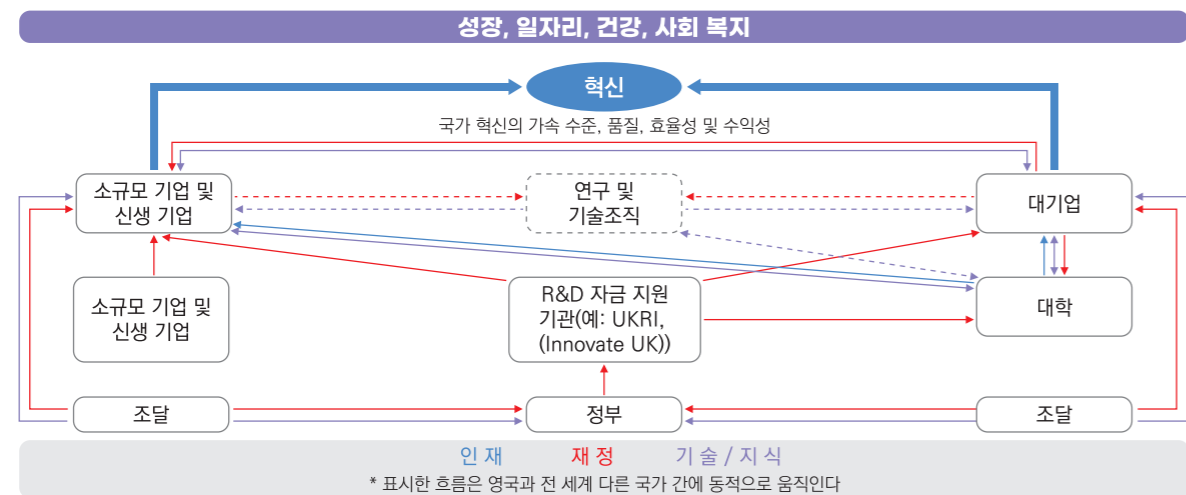 성장, 일자리, 건강, 사회 복지
혁신
국가 혁신의 가속 수준, 품질, 효율성 및 수익성
소규모 기업 및
신생 기업
연구 및
기술조직
대기업
소규모 기업 및
신생 기업
R&D 자금 지원
기관(예: UKRI,
(Innovate UK))
대학
조달
정부
조달
인 재 재 정 기 술 / 지 식
* 표시한 흐름은 영국과 전 세계 다른 국가 간에 동적으로 움직인다